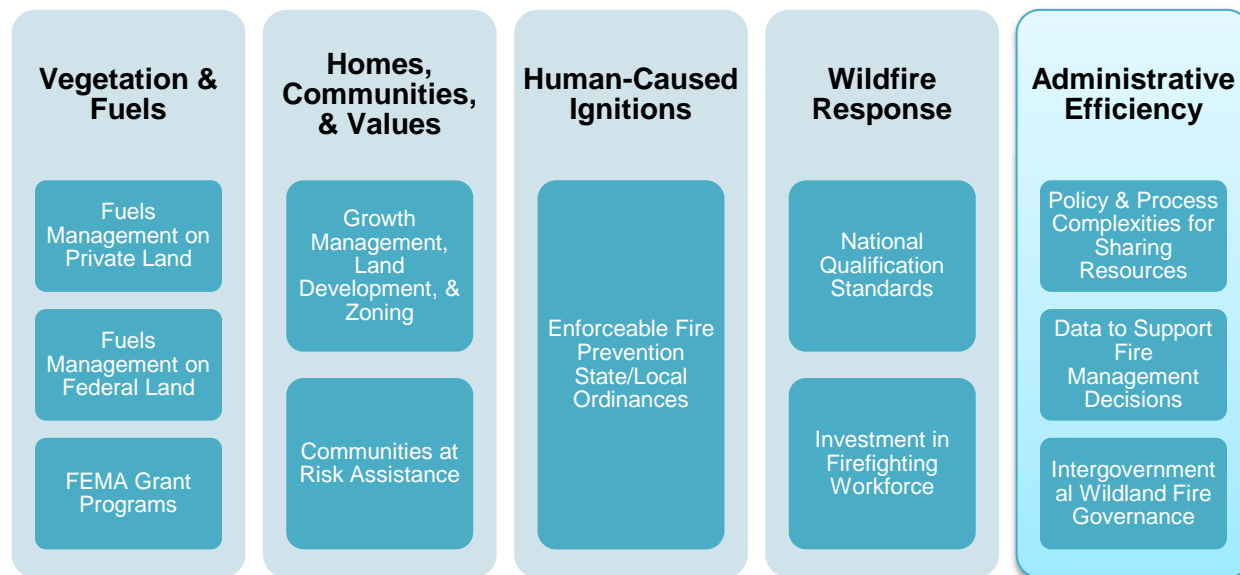 Vegetation &
Fuels
Fuels
Management on
Private Land
Fuels
Management on
Federal Land
FEMA Grant
Programs
Homes,
Communities,
& Values
Growth
Management,
Land
Development, &
Zoning
Communities at
Risk Assistance
Human-Caused
Ignitions
Enforceable Fire
Prevention
State/Local
Ordinances
Wildfire
Response
National
Qualification
Standards
Investment in
Firefighting
Workforce
Administrative
Efficiency
Policy & Process
Complexities for
Sharing
Resources
Data to Support
Fire
Management
Decisions
Intergovernment
al Wildland Fire
Governance